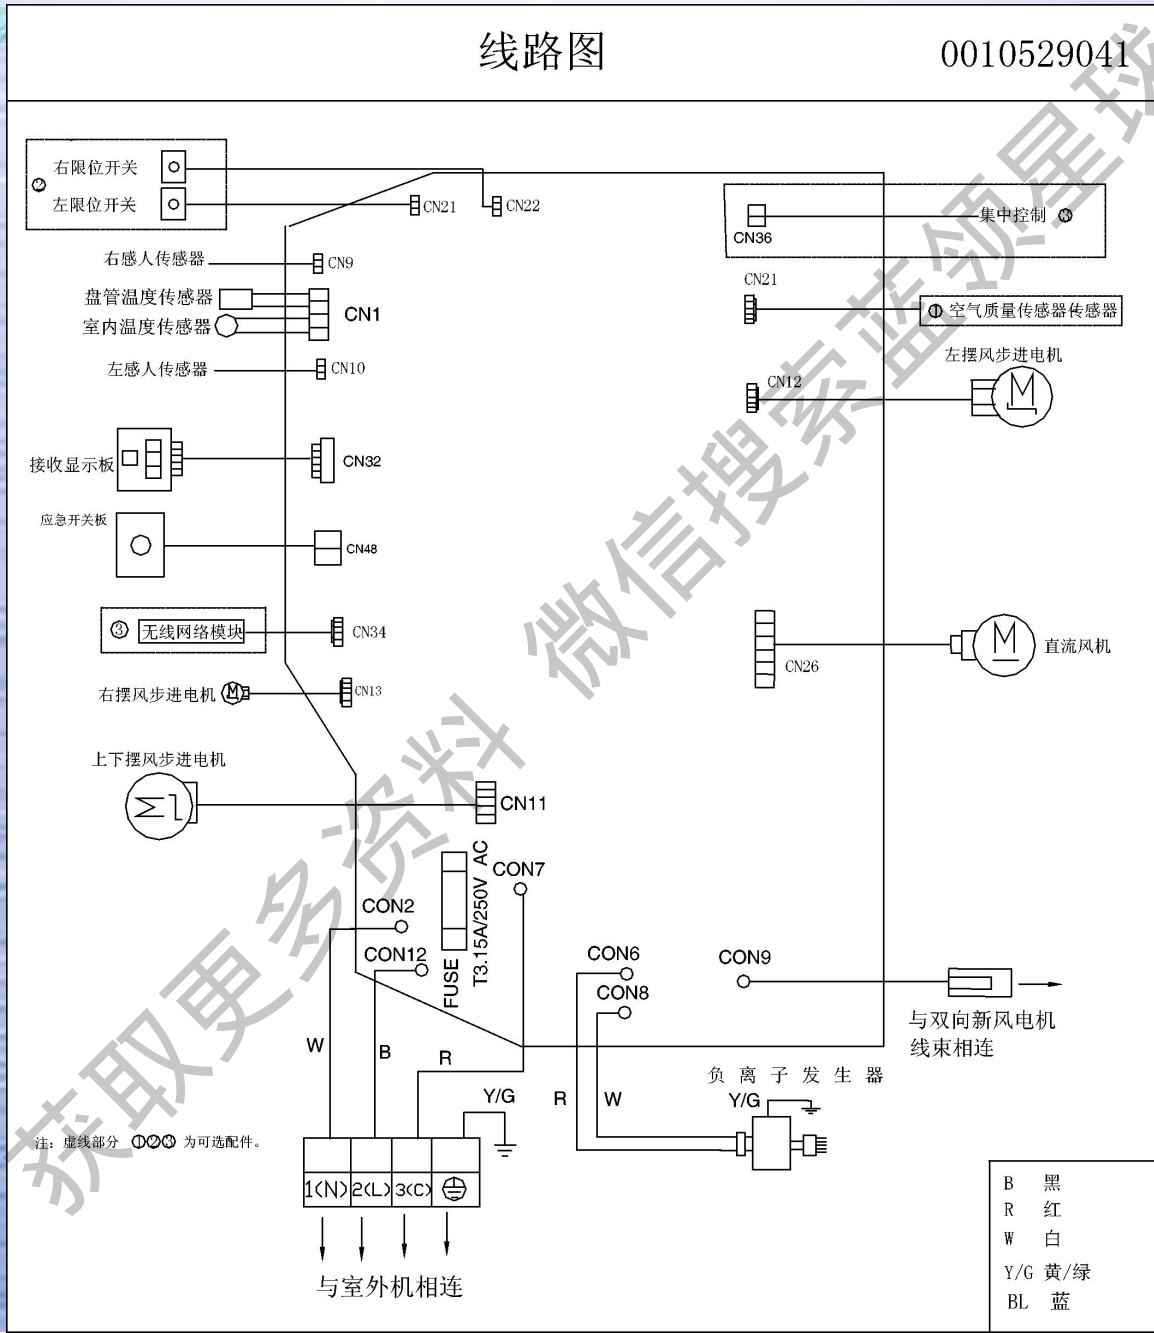 线路图
0010529041
右限位开关
②
左限位开关
CN21
CN22
集中控制 ③
CN36
右感人传感器
CN9
CN21
盘管温度传感器
CN1
① 空气质量传感器传感器
室内温度传感器
左摆风步进电机
左感人传感器
CN10
CN12
M
接收显示板
CN32
应急开关板
CN48
③ 无线网络模块
CN34
M
直流风机
CN26
右摆风步进电机
M
CN13
上下摆风步进电机
M
CN11
FUSE T3.15A/250V AC
CON7
CON2
CON12
CON6
CON9
CON8
与双向新风电机
线束相连
W
B
R
负离子发生器
Y/G
R
W
Y/G
注：虚线部分 ①②③ 为可选配件。
1(N)
2(L)
3(C)
与室外机相连
B 黑
R 红
W 白
Y/G 黄/绿
BL 蓝
获取更多资料 微信搜索蓝领星球